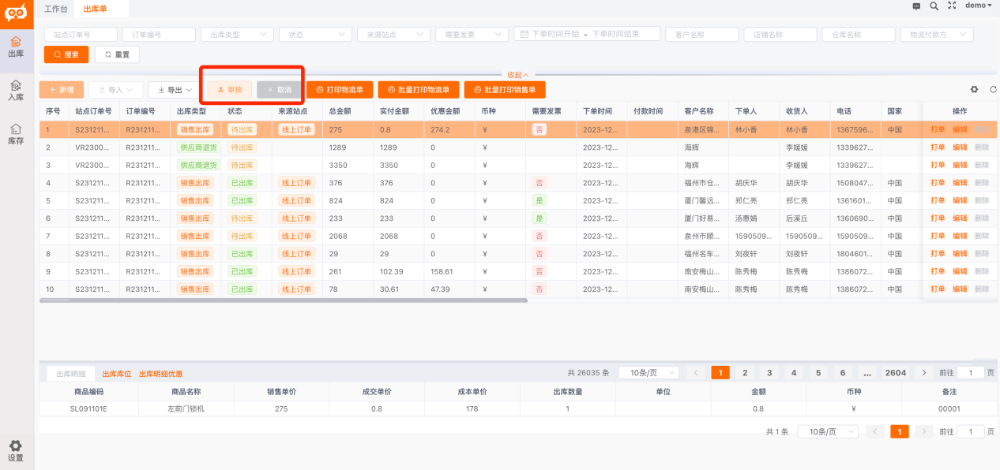 工作台 出库单 demo
站点订单号 订单编号 出库类型 状态 来源站点 需要发票 下单时间开始 - 下单时间结束 客户名称 店铺名称 仓库名称 物流付款方
搜索 重置
收起
+ 新增 导入 导出 审核 × 取消 打印物流单 批量打印物流单 批量打印销售单
出库
入库
库存
设置
序号 站点订单号 订单编号 出库类型 状态 来源站点 总金额 实付金额 优惠金额 币种 需要发票 下单时间 付款时间 客户名称 下单人 收货人 电话 国家 操作
1 S231211... R231211... 销售出库 待出库 线上订单 275 0.8 274.2 ¥ 否 2023-12... 泉港区锦... 林小香 林小香 1367596... 中国 打单 编辑 删除
2 VR2300... R231211... 供应商退货 待出库 1289 1289 0 ¥ 2023-12... 海辉 李媛媛 1339627... 打单 编辑 删除
3 VR2300... R231211... 供应商退货 待出库 3350 3350 0 ¥ 2023-12... 海辉 李媛媛 1339627... 打单 编辑 删除
4 S231211... R231211... 销售出库 已出库 线上订单 376 376 0 ¥ 否 2023-12... 福州市仓... 胡庆华 胡庆华 1508047... 中国 打单 编辑 删除
5 S231211... R231211... 销售出库 已出库 线上订单 824 824 0 ¥ 是 2023-12... 厦门馨远... 郑仁亮 郑仁亮 1361601... 中国 打单 编辑 删除
6 S231211... R231211... 销售出库 待出库 线上订单 233 233 0 ¥ 是 2023-12... 厦门好易... 汤惠娟 后溪丘 1360690... 中国 打单 编辑 删除
7 S231211... R231211... 销售出库 待出库 线上订单 2068 2068 0 ¥ 否 2023-12... 泉州市顺... 1590509... 1590509... 1590509... 中国 打单 编辑 删除
8 S231211... R231211... 销售出库 已出库 线上订单 29 29 0 ¥ 否 2023-12... 福州名车... 刘夜轩 刘夜轩 1804601... 中国 打单 编辑 删除
9 S231211... R231211... 销售出库 已出库 线上订单 261 102.39 158.61 ¥ 否 2023-12... 南安梅山... 陈秀梅 陈秀梅 1386072... 中国 打单 编辑 删除
10 S231211... R231211... 销售出库 已出库 线上订单 78 30.61 47.39 ¥ 否 2023-12... 南安梅山... 陈秀梅 陈秀梅 1386072... 中国 打单 编辑 删除
出库明细 出库库位 出库明细优惠 共 26035 条 10条/页 < 1 2 3 4 5 6 ... 2604 > 前往 1 页
商品编码 商品名称 销售单价 成交单价 成本单价 出库数量 单位 金额 币种 备注
SL091101E 左前门锁机 275 0.8 178 1 0.8 ¥ 00001
共 1 条 10条/页 < 1 > 前往 1 页